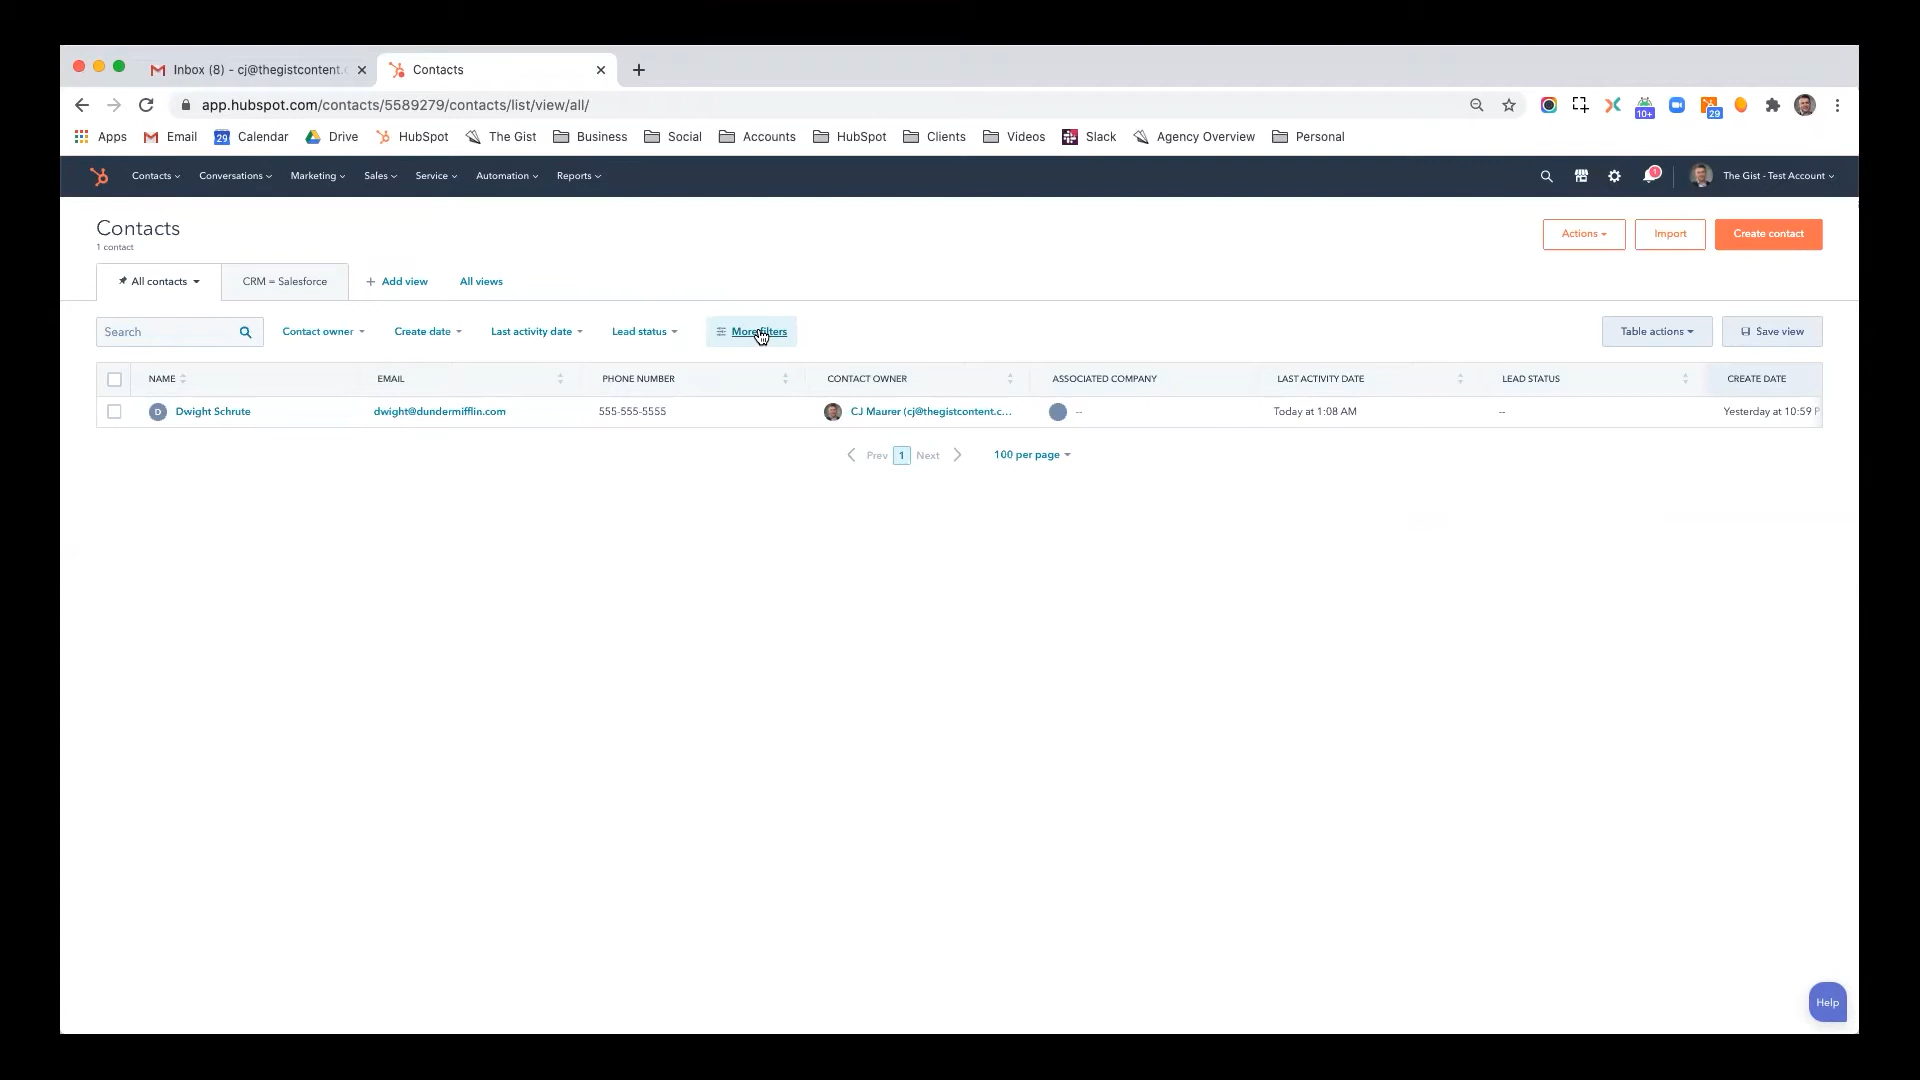 Inbox (8) - cj@thegistcontent.
Contacts
app.hubspot.com/contacts/5589279/contacts/list/view/all/
10+
29
Apps
Email
29
Calendar
Drive
HubSpot
The Gist
Business
Social
Accounts
HubSpot
Clients
Videos
Slack
Agency Overview
Personal
Contacts
Conversations
Marketing
Sales
Service
Automation
Reports
1
The Gist - Test Account
Contacts
1 contact
Actions
Import
Create contact
All contacts
CRM = Salesforce
+ Add view
All views
Search
Contact owner
Create date
Last activity date
Lead status
More filters
Table actions
Save view
NAME
EMAIL
PHONE NUMBER
CONTACT OWNER
ASSOCIATED COMPANY
LAST ACTIVITY DATE
LEAD STATUS
CREATE DATE
D
Dwight Schrute
dwight@dundermifflin.com
555-555-5555
CJ Maurer (cj@thegistcontent.c...
--
Today at 1:08 AM
--
Yesterday at 10:59 P
Prev
1
Next
100 per page
Help